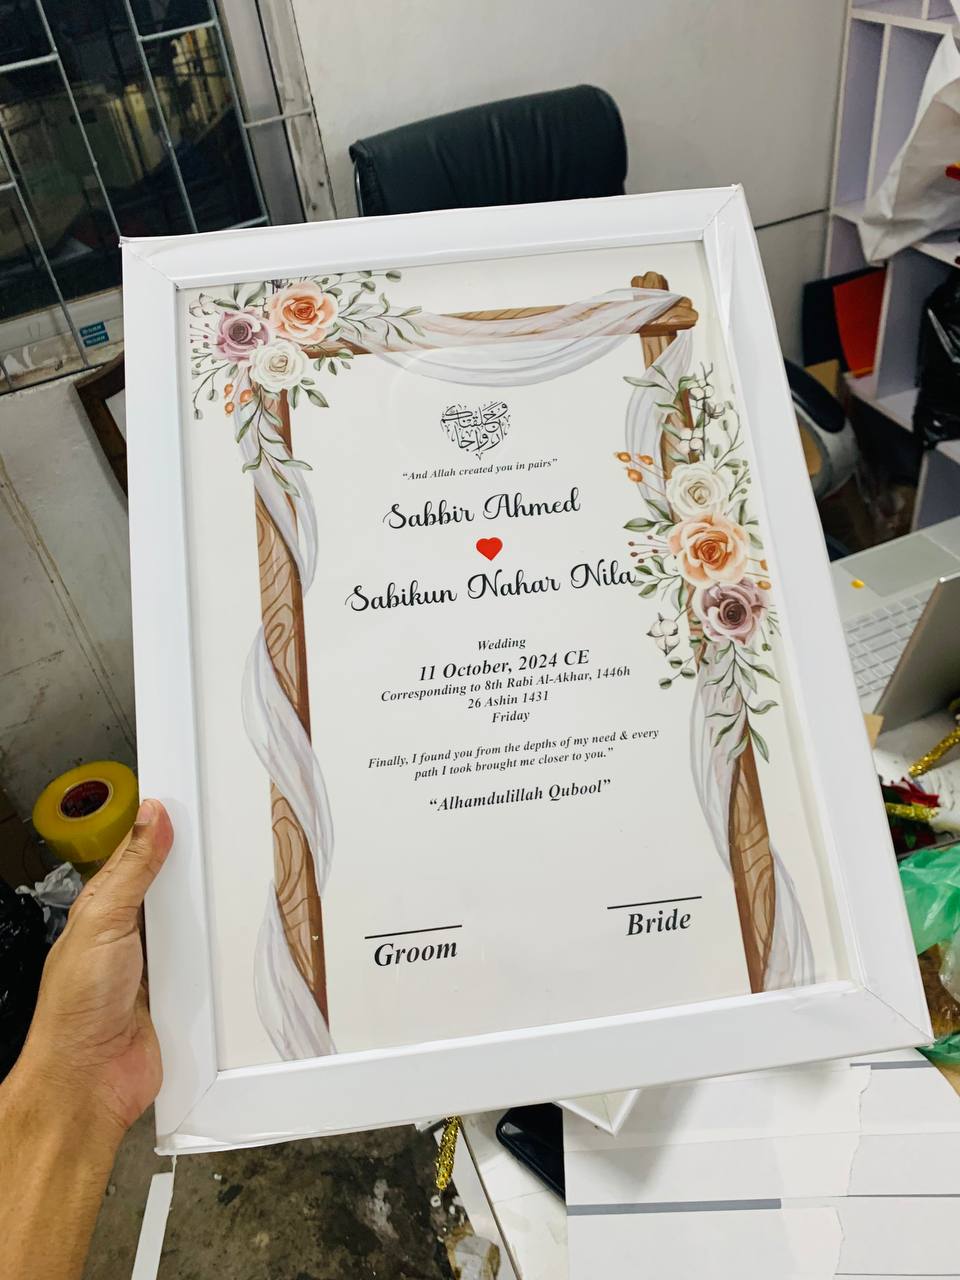 وخلقناكم
أزواجا
“And Allah created you in pairs”
Sabbir Ahmed
Sabikun Nahar Nila
Wedding
11 October, 2024 CE
Corresponding to 8th Rabi Al-Akhar, 1446h
26 Ashin 1431
Friday
Finally, I found you from the depths of my need & every
path I took brought me closer to you.”
“Alhamdulillah Qubool”
Groom
Bride